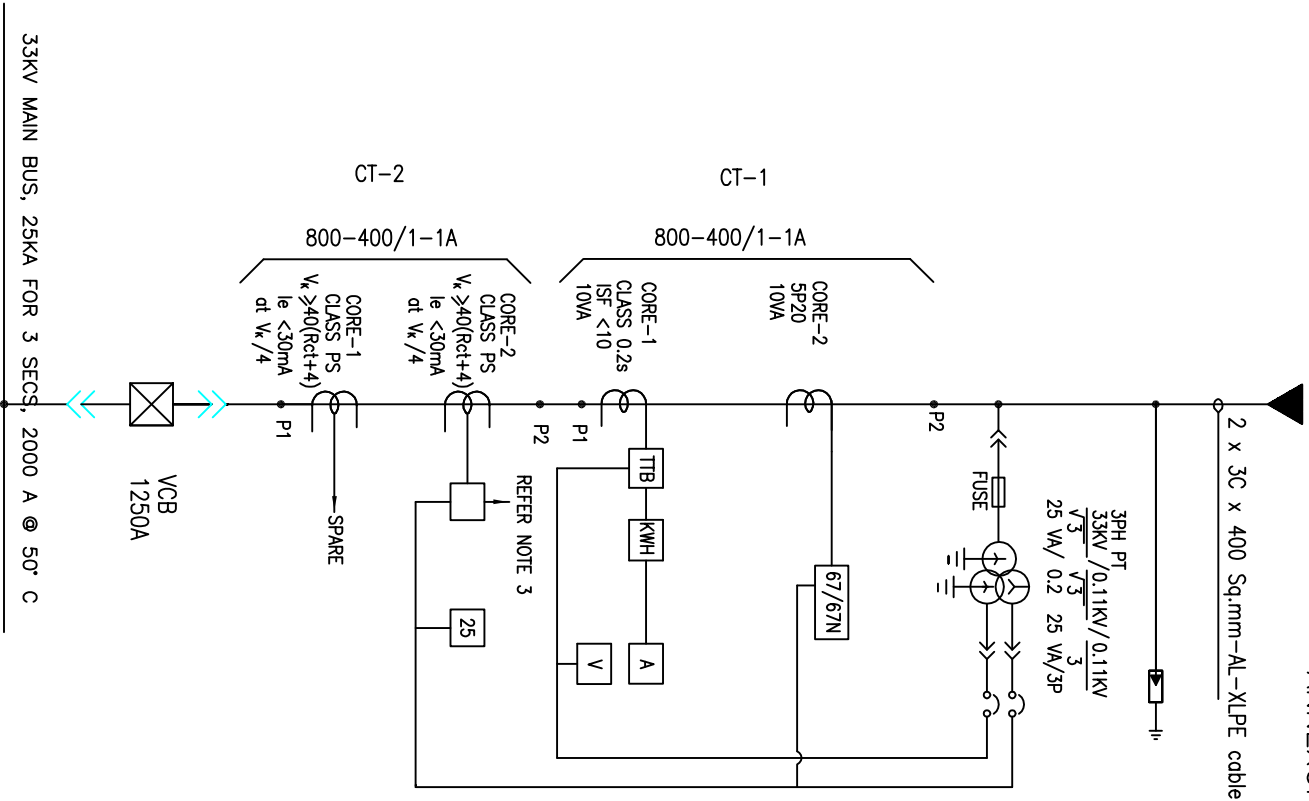 2 x 3C x 400 Sq.mm-AL-XLPE cable
3PH PT
33KV /0.11KV/ 0.11KV
√3 √3 3
25 VA/ 0.2 25 VA/3P
FUSE
P2
CT-1
800-400/1-1A
CORE-2
5P20
10VA
67/67N
CORE-1
CLASS 0.2s
ISF <10
10VA
TTB
KWH
A
V
P1
P2
CT-2
800-400/1-1A
CORE-2
CLASS PS
VK ≥40(Rct+4)
Ie <30mA
at VK/4
REFER NOTE 3
25
CORE-1
CLASS PS
VK ≥40(Rct+4)
Ie <30mA
at VK/4
SPARE
P1
VCB
1250A
33KV MAIN BUS, 25KA FOR 3 SECS, 2000 A @ 50° C